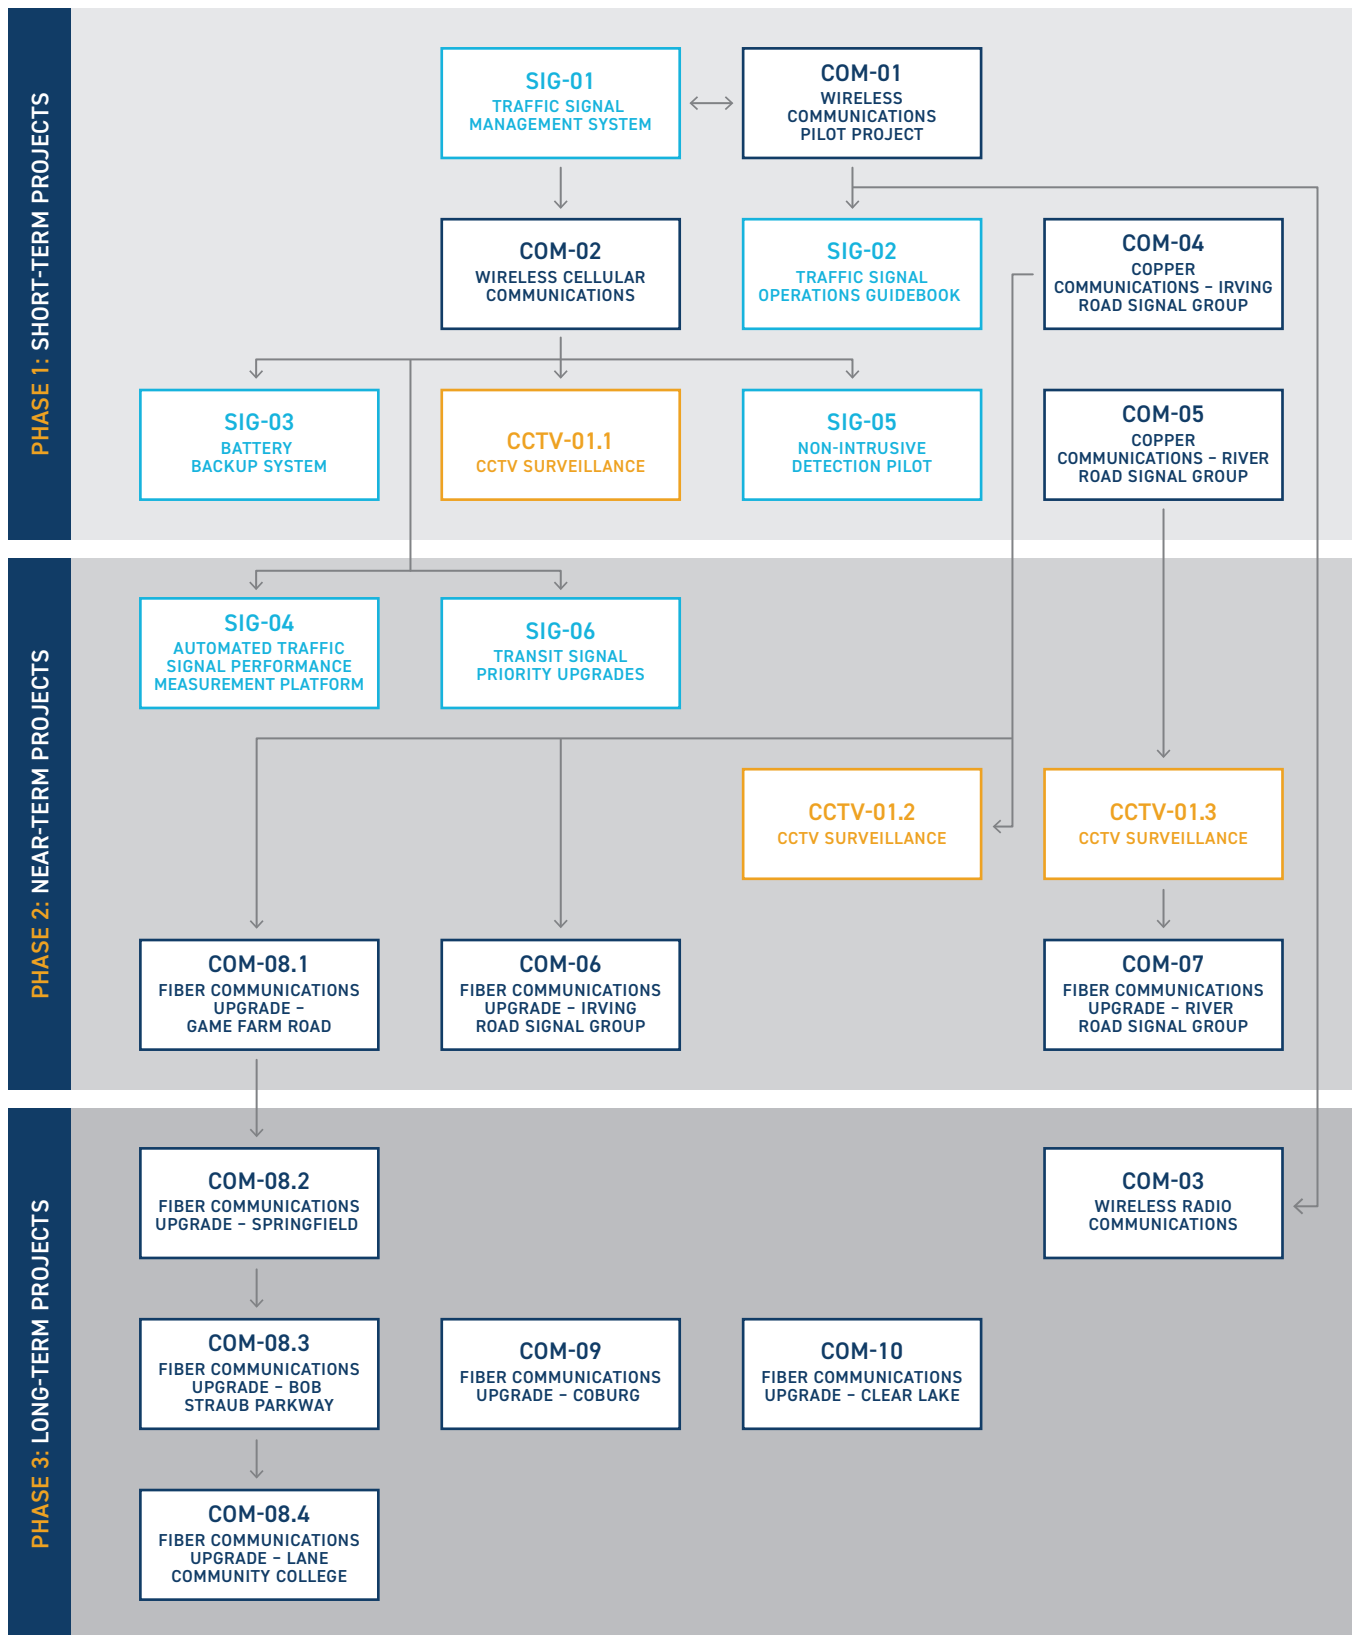 PHASE 1: SHORT-TERM PROJECTS
SIG-01
TRAFFIC SIGNAL
MANAGEMENT SYSTEM
COM-01
WIRELESS
COMMUNICATIONS
PILOT PROJECT
COM-02
WIRELESS CELLULAR
COMMUNICATIONS
SIG-02
TRAFFIC SIGNAL
OPERATIONS GUIDEBOOK
COM-04
COPPER
COMMUNICATIONS – IRVING
ROAD SIGNAL GROUP
SIG-03
BATTERY
BACKUP SYSTEM
CCTV-01.1
CCTV SURVEILLANCE
SIG-05
NON-INTRUSIVE
DETECTION PILOT
COM-05
COPPER
COMMUNICATIONS – RIVER
ROAD SIGNAL GROUP
PHASE 2: NEAR-TERM PROJECTS
SIG-04
AUTOMATED TRAFFIC
SIGNAL PERFORMANCE
MEASUREMENT PLATFORM
SIG-06
TRANSIT SIGNAL
PRIORITY UPGRADES
CCTV-01.2
CCTV SURVEILLANCE
CCTV-01.3
CCTV SURVEILLANCE
COM-08.1
FIBER COMMUNICATIONS
UPGRADE –
GAME FARM ROAD
COM-06
FIBER COMMUNICATIONS
UPGRADE – IRVING
ROAD SIGNAL GROUP
COM-07
FIBER COMMUNICATIONS
UPGRADE – RIVER
ROAD SIGNAL GROUP
PHASE 3: LONG-TERM PROJECTS
COM-08.2
FIBER COMMUNICATIONS
UPGRADE – SPRINGFIELD
COM-03
WIRELESS RADIO
COMMUNICATIONS
COM-08.3
FIBER COMMUNICATIONS
UPGRADE – BOB
STRAUB PARKWAY
COM-09
FIBER COMMUNICATIONS
UPGRADE – COBURG
COM-10
FIBER COMMUNICATIONS
UPGRADE – CLEAR LAKE
COM-08.4
FIBER COMMUNICATIONS
UPGRADE – LANE
COMMUNITY COLLEGE